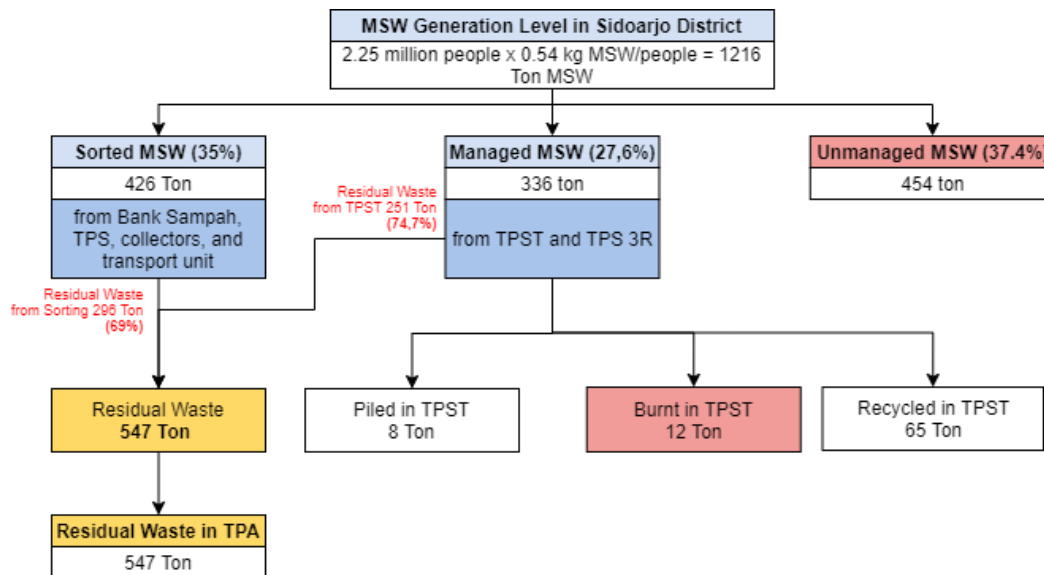 MSW Generation Level in Sidoarjo District
2.25 million people x 0.54 kg MSW/people = 1216
Ton MSW
Sorted MSW (35%)
426 Ton
from Bank Sampah,
TPS, collectors, and
transport unit
Managed MSW (27,6%)
336 ton
from TPST and TPS 3R
Unmanaged MSW (37.4%)
454 ton
Residual Waste
from TPST 251 Ton
(74,7%)
Residual Waste
from Sorting 296 Ton
(69%)
Residual Waste
547 Ton
Piled in TPST
8 Ton
Burnt in TPST
12 Ton
Recycled in TPST
65 Ton
Residual Waste in TPA
547 Ton